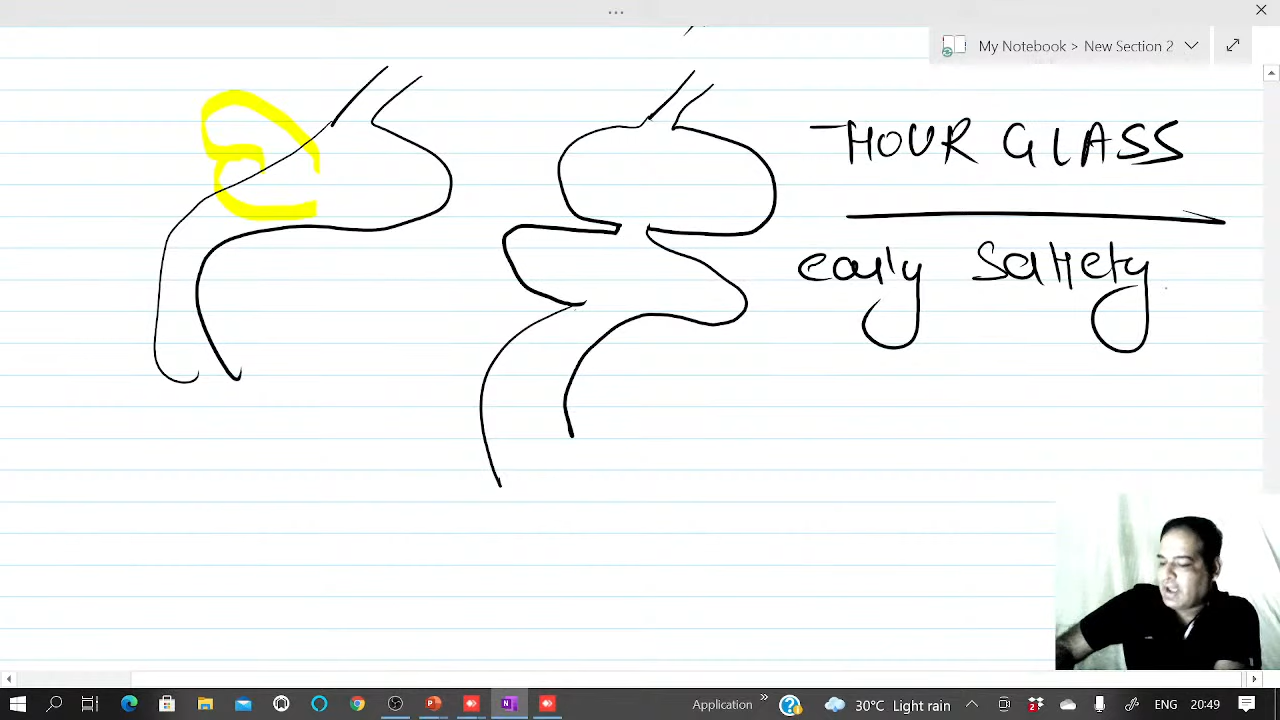 ...
My Notebook > New Section 2
HOUR GLASS
early Satiety
Application
»
30°C Light rain
ENG
20:49